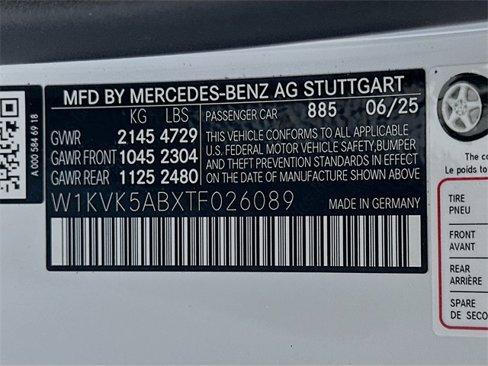 MFD BY MERCEDES-BENZ AG STUTTGART
KG LBS
GVWR 2145 4729
GAWR FRONT 1045 2304
GAWR REAR 1125 2480
PASSENGER CAR 885 06/25
THIS VEHICLE CONFORMS TO ALL APPLICABLE
U.S. FEDERAL MOTOR VEHICLE SAFETY,BUMPER
AND THEFT PREVENTION STANDARDS IN EFFECT
ON THE DATE OF MANUFACTURE SHOWN ABOVE.
W1KVK5ABXTF026089
MADE IN GERMANY
A 000 584 69 18
The com
Le poids to
TIRE
PNEU
FRONT
AVANT
REAR
ARRIÈRE
SPARE
DE SECO